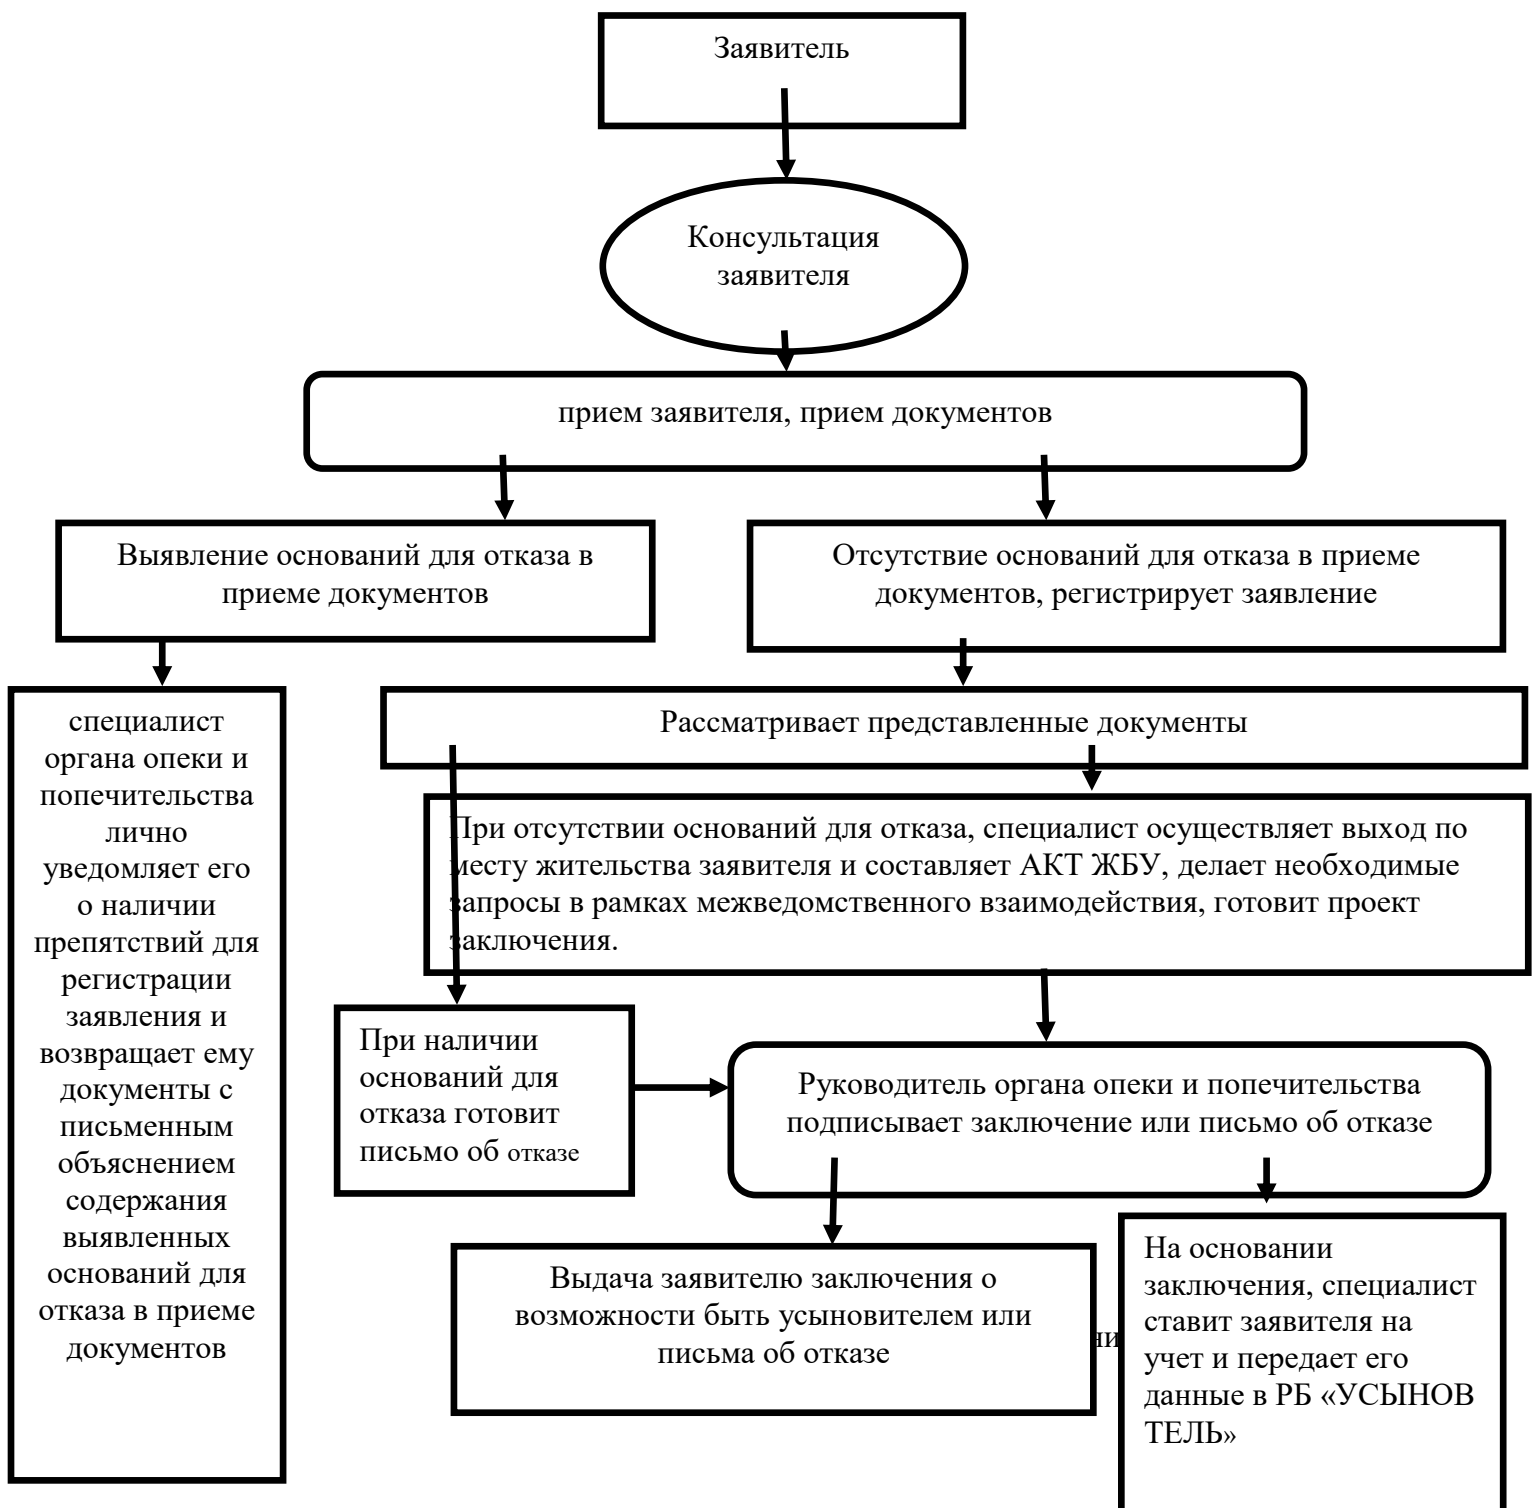 Заявитель
Консультация
заявителя
прием заявителя, прием документов
Выявление оснований для отказа в
приеме документов
Отсутствие оснований для отказа в приеме
документов, регистрирует заявление
специалист
органа опеки и
попечительства
лично
уведомляет его
о наличии
препятствий для
регистрации
заявления и
возвращает ему
документы с
письменным
объяснением
содержания
выявленных
оснований для
отказа в приеме
документов
Рассматривает представленные документы
При отсутствии оснований для отказа, специалист осуществляет выход по
месту жительства заявителя и составляет АКТ ЖБУ, делает необходимые
запросы в рамках межведомственного взаимодействия, готовит проект
заключения.
При наличии
оснований для
отказа готовит
письмо об отказе
Руководитель органа опеки и попечительства
подписывает заключение или письмо об отказе
Выдача заявителю заключения о
возможности быть усыновителем или
письма об отказе
На основании
заключения, специалист
ставит заявителя на
учет и передает его
данные в РБ «УСЫНОВ
ТЕЛЬ»